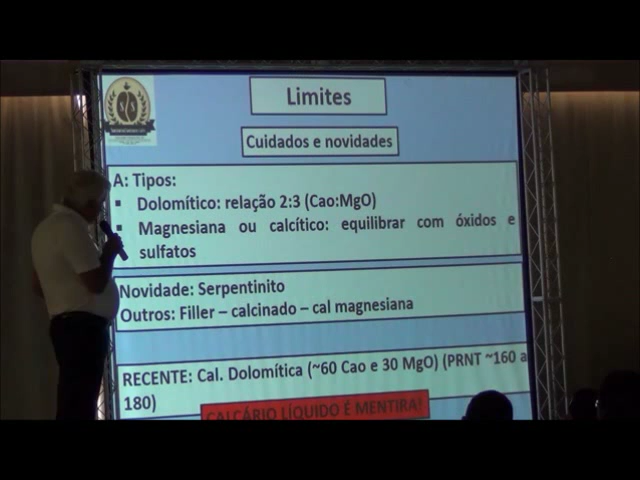 Limites
Cuidados e novidades
A: Tipos:
▪ Dolomítico: relação 2:3 (Cao:MgO)
▪ Magnesiana ou calcítico: equilibrar com óxidos e
sulfatos
Novidade: Serpentinito
Outros: Filler – calcinado – cal magnesiana
RECENTE: Cal. Dolomítica (~60 Cao e 30 MgO) (PRNT ~160 a
180)
CALCÁRIO LÍQUIDO É MENTIRA!